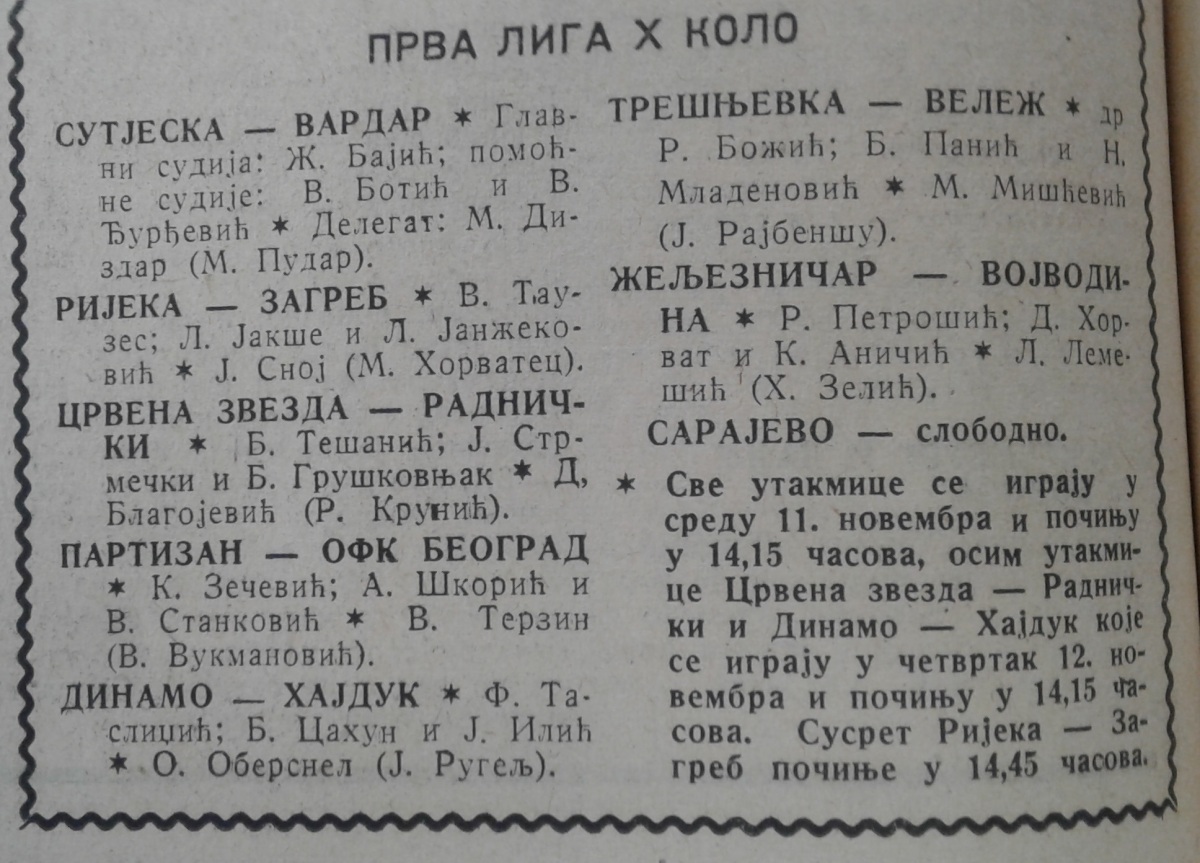 ПРВА ЛИГА X КОЛО
СУТЈЕСКА — ВАРДАР ✶ Глав-
ни судија: Ж. Бајић; помоћ-
не судије: В. Ботић и В.
Ђурђевић ✶ Делегат: М. Ди-
здар (М. Пудар).
РИЈЕКА — ЗАГРЕБ ✶ В. Ћау-
зес; Л. Јакше и Л. Јанжеко-
вић ✶ Ј. Сној (М. Хорватец).
ЦРВЕНА ЗВЕЗДА — РАДНИЧ-
КИ ✶ Б. Тешанић; Ј. Стр-
мечки и Б. Грушковњак ✶ Д,
Благојевић (Р. Крунић).
ПАРТИЗАН — ОФК БЕОГРАД
✶ К. Зечевић; А. Шкорић и
В. Станковић ✶ В. Терзин
(В. Вукмановић).
ДИНАМО — ХАЈДУК ✶ Ф. Та-
слиџић; Б. Цахун и Ј. Илић
✶ О. Оберснел (Ј. Ругељ).
ТРЕШЊЕВКА — ВЕЛЕЖ ✶ др
Р. Божић; Б. Панић и Н.
Младеновић ✶ М. Мишћевић
(Ј. Рајбеншу).
ЖЕЉЕЗНИЧАР — ВОЈВОДИ-
НА ✶ Р. Петрошић; Д. Хор-
ват и К. Аничић ✶ Л. Леме-
шић (Х. Зелић).
САРАЈЕВО — слободно.
✶ Све утакмице се играју у
среду 11. новембра и почињу
у 14,15 часова, осим утакми-
це Црвена звезда — Раднич-
ки и Динамо — Хајдук које
се играју у четвртак 12. но-
вембра и почињу у 14,15 ча-
сова. Сусрет Ријека — За-
греб почиње у 14,45 часова.